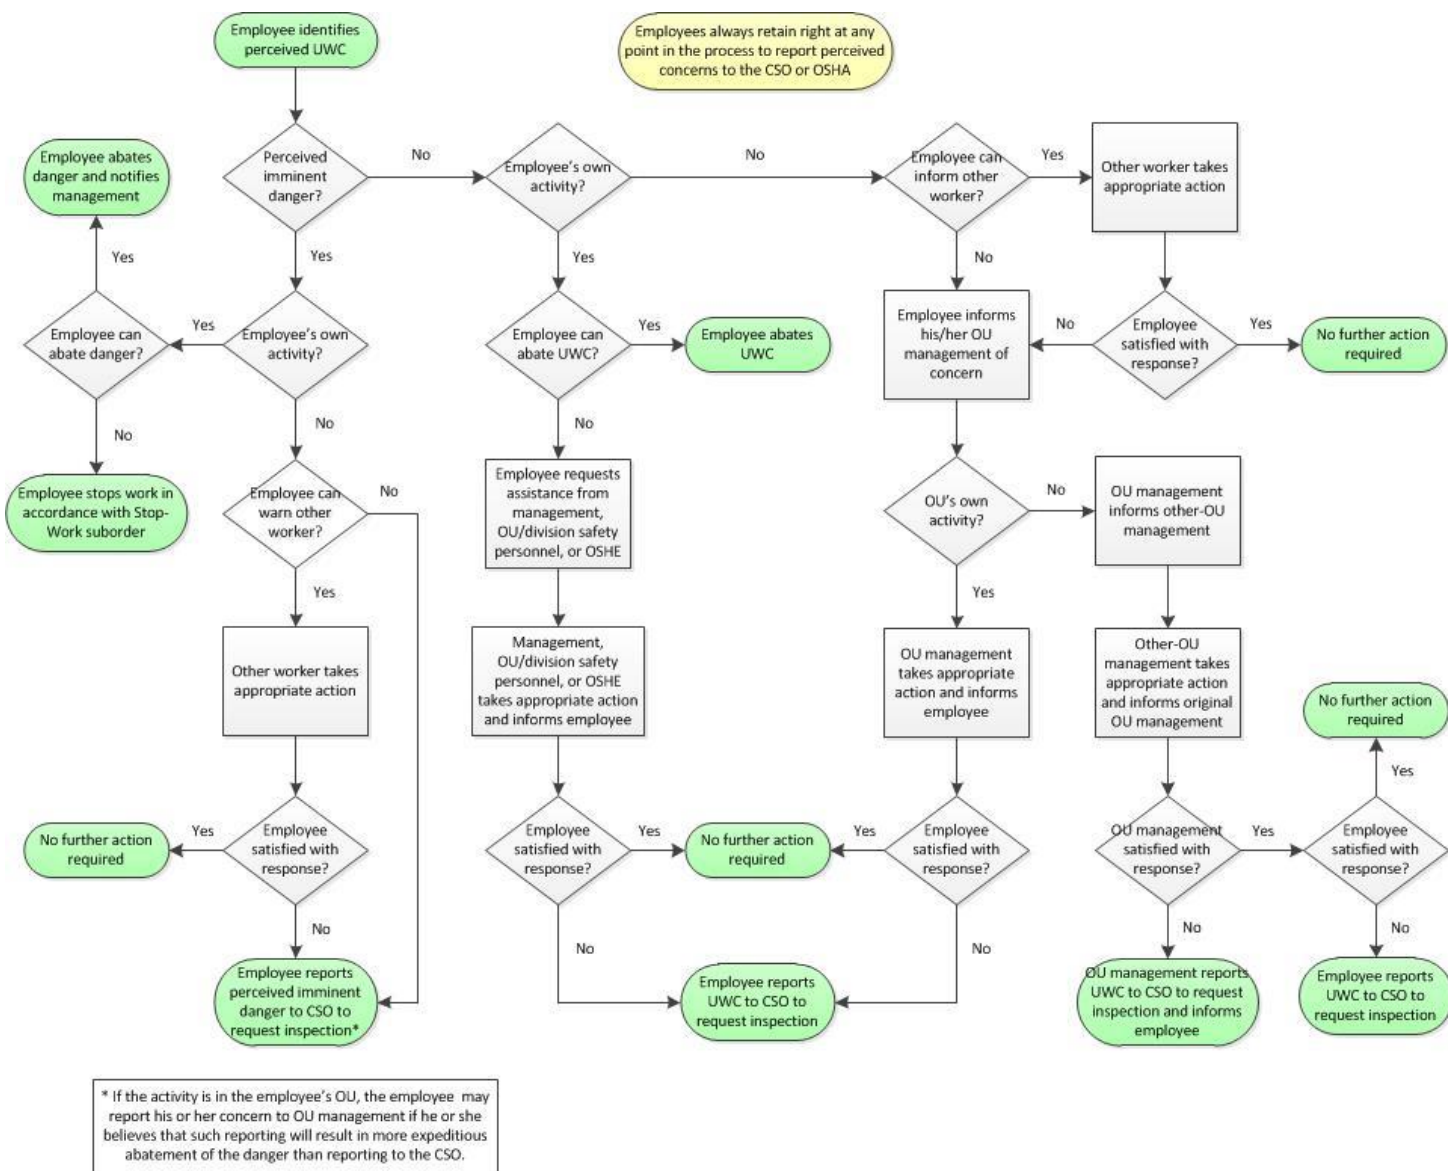 Employee identifies
perceived UWC
Employees always retain right at any
point in the process to report perceived
concerns to the CSO or OSHA
Employee abates
danger and notifies
management
Perceived
imminent
danger?
No
Employee's own
activity?
No
Employee can
inform other
worker?
Yes
Other worker takes
appropriate action
Yes
Yes
Yes
No
Employee can
abate danger?
Yes
Employee's own
activity?
Employee can
abate UWC?
Yes
Employee abates
UWC
Employee informs
his/her OU
management of
concern
No
Employee
satisfied with
response?
Yes
No further action
required
No
No
No
Employee stops work in
accordance with Stop-
Work suborder
Employee can
warn other
worker?
No
Employee requests
assistance from
management,
OU/division safety
personnel, or OSHE
OU's own
activity?
No
OU management
informs other-OU
management
Yes
Yes
Other worker takes
appropriate action
Management,
OU/division safety
personnel, or OSHE
takes appropriate action
and informs employee
OU management
takes appropriate
action and informs
employee
Other-OU
management takes
appropriate action
and informs original
OU management
No further action
required
Yes
No further action
required
Yes
Employee
satisfied with
response?
Employee
satisfied with
response?
Yes
No further action
required
Yes
Employee
satisfied with
response?
OU management
satisfied with
response?
Yes
Employee
satisfied with
response?
No
No
No
No
No
Employee reports
perceived imminent
danger to CSO to
request inspection*
Employee reports
UWC to CSO to
request inspection
OU management reports
UWC to CSO to request
inspection and informs
employee
Employee reports
UWC to CSO to
request inspection
* If the activity is in the employee's OU, the employee may
report his or her concern to OU management if he or she
believes that such reporting will result in more expeditious
abatement of the danger than reporting to the CSO.